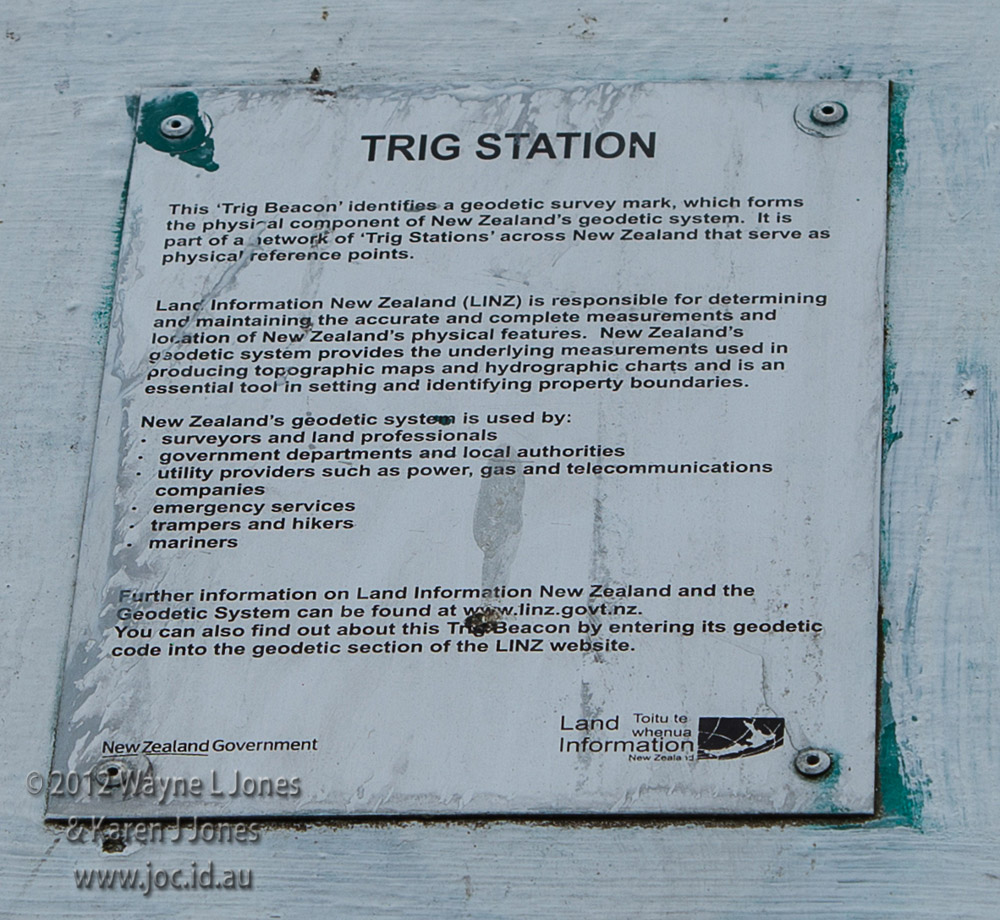 TRIG STATION
This 'Trig Beacon' identifies a geodetic survey mark, which forms
the physical component of New Zealand's geodetic system. It is
part of a network of 'Trig Stations' across New Zealand that serve as
physical reference points.
Land Information New Zealand (LINZ) is responsible for determining
and maintaining the accurate and complete measurements and
location of New Zealand's physical features. New Zealand's
geodetic system provides the underlying measurements used in
producing topographic maps and hydrographic charts and is an
essential tool in setting and identifying property boundaries.
New Zealand's geodetic system is used by:
· surveyors and land professionals
· government departments and local authorities
· utility providers such as power, gas and telecommunications
companies
· emergency services
· trampers and hikers
· mariners
Further information on Land Information New Zealand and the
Geodetic System can be found at www.linz.govt.nz.
You can also find out about this Trig Beacon by entering its geodetic
code into the geodetic section of the LINZ website.
New Zealand Government
Land
Information
Toitu te
whenua
New Zealand
©2012 Wayne L Jones
& Karen J Jones
www.joc.id.au